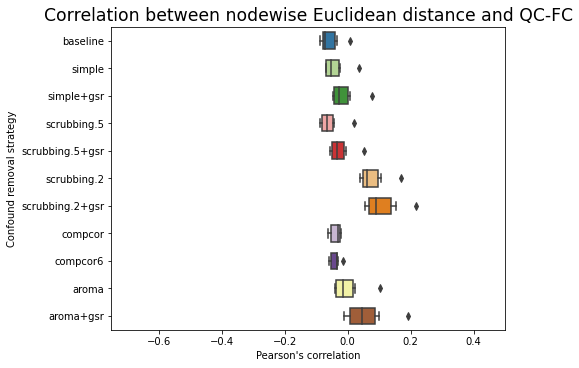 Correlation between nodewise Euclidean distance and QC-FC
Confound removal strategy
baseline
simple
simple+gsr
scrubbing.5
scrubbing.5+gsr
scrubbing.2
scrubbing.2+gsr
compcor
compcor6
aroma
aroma+gsr
−0.6 −0.4 −0.2 0.0 0.2 0.4
Pearson's correlation